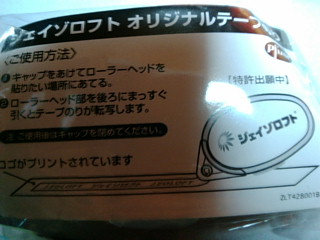 ジェイゾロフト オリジナルテープ
〈ご使用方法〉
① キャップをあけてローラーヘッドを
貼りたい場所にあてる。
② ローラーヘッド部を後ろにまっすぐ
引くとテープのりが転写します。
ご使用後はキャップを閉めてください。
【特許出願中】
ジェイゾロフト
ロゴがプリントされています
JZOLOFT JZOLOFT JZOLOFT
ZLT42B001B